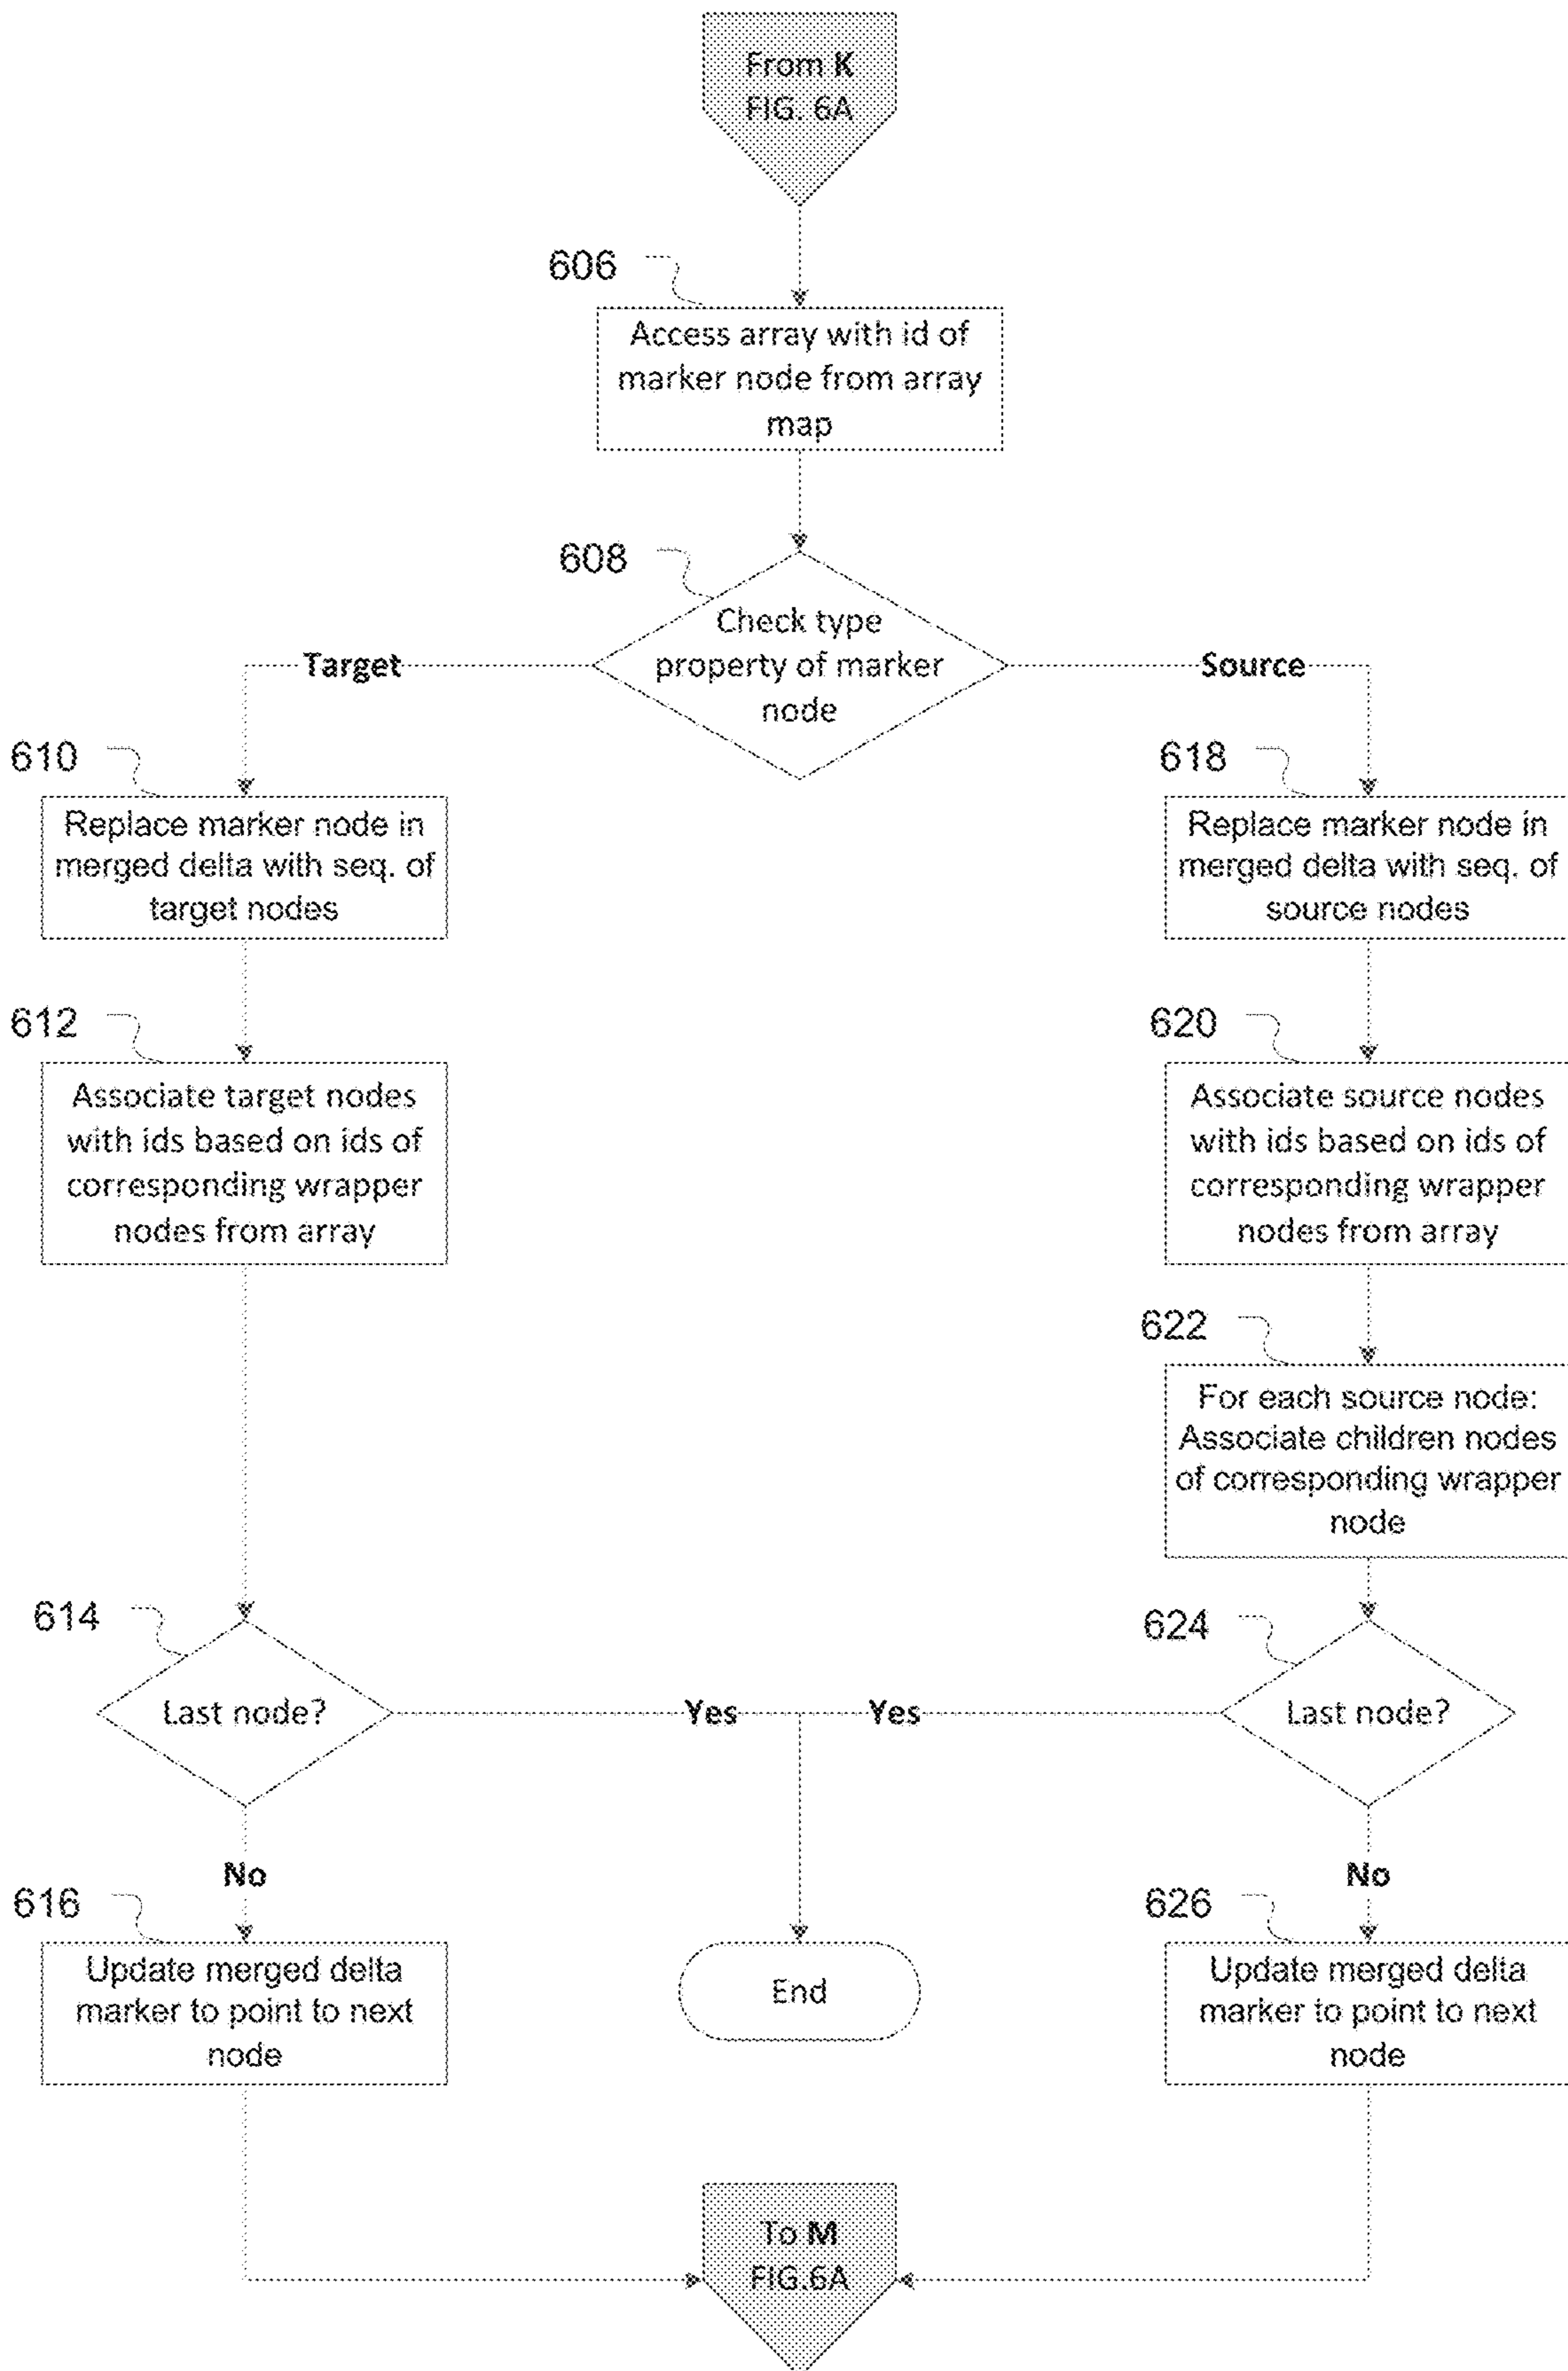 From K
FIG. 6A
606
Access array with id of
marker node from array
map
608
Check type
property of marker
node
Target
Source
610
Replace marker node in
merged delta with seq. of
target nodes
618
Replace marker node in
merged delta with seq. of
source nodes
612
Associate target nodes
with ids based on ids of
corresponding wrapper
nodes from array
620
Associate source nodes
with ids based on ids of
corresponding wrapper
nodes from array
622
For each source node:
Associate children nodes
of corresponding wrapper
node
614
Last node?
Yes
Yes
624
Last node?
No
No
616
Update merged delta
marker to point to next
node
End
626
Update merged delta
marker to point to next
node
To M
FIG.6A